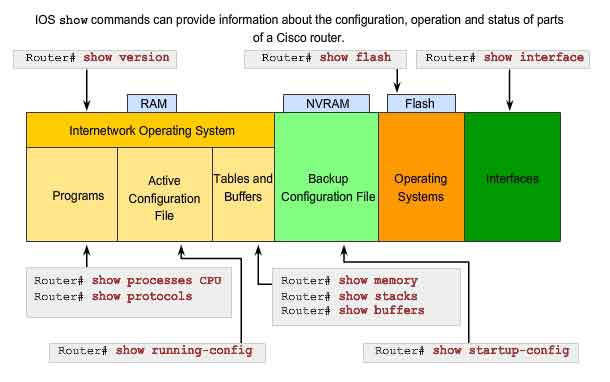 IOS show commands can provide information about the configuration, operation and status of parts
of a Cisco router.
Router# show version
Router# show flash
Router# show interface
RAM
NVRAM
Flash
Internetwork Operating System
Programs
Active
Configuration
File
Tables and
Buffers
Backup
Configuration File
Operating
Systems
Interfaces
Router# show processes CPU
Router# show protocols
Router# show memory
Router# show stacks
Router# show buffers
Router# show running-config
Router# show startup-config